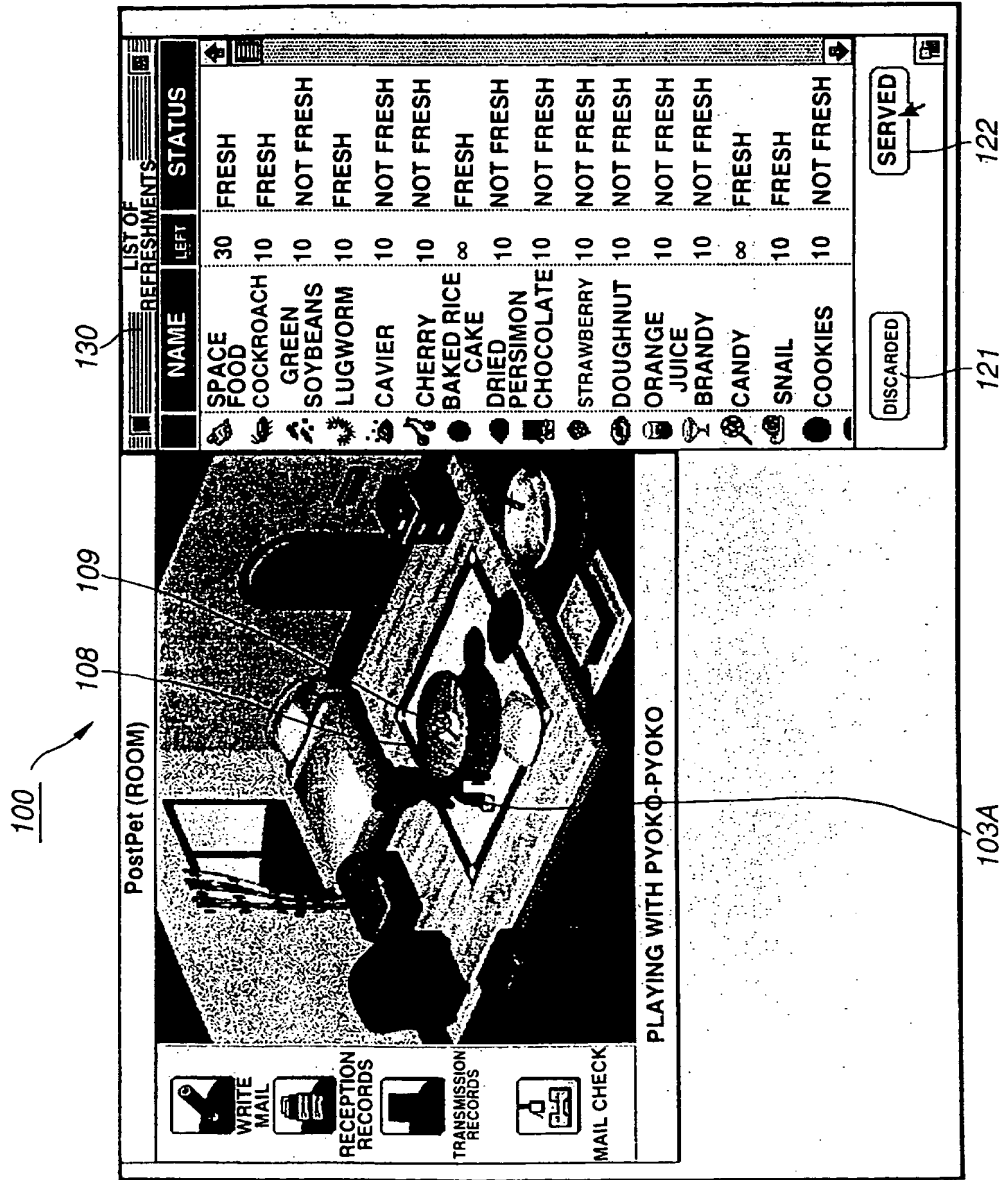 100
PostPet (ROOM)
WRITE
MAIL
RECEPTION
RECORDS
TRANSMISSION
RECORDS
MAIL CHECK
108
109
PLAYING WITH PYOKO-PYOKO
103A
130
LIST OF
REFRESHMENTS
NAME LEFT STATUS
SPACE
FOOD 30 FRESH
COCKROACH 10 FRESH
GREEN
SOYBEANS 10 NOT FRESH
LUGWORM 10 FRESH
CAVIER 10 NOT FRESH
CHERRY 10 NOT FRESH
BAKED RICE
CAKE ∞ FRESH
DRIED
PERSIMON 10 NOT FRESH
CHOCOLATE 10 NOT FRESH
STRAWBERRY 10 NOT FRESH
DOUGHNUT 10 NOT FRESH
ORANGE
JUICE 10 NOT FRESH
BRANDY 10 NOT FRESH
CANDY ∞ FRESH
SNAIL 10 FRESH
COOKIES 10 NOT FRESH
DISCARDED SERVED
121
122